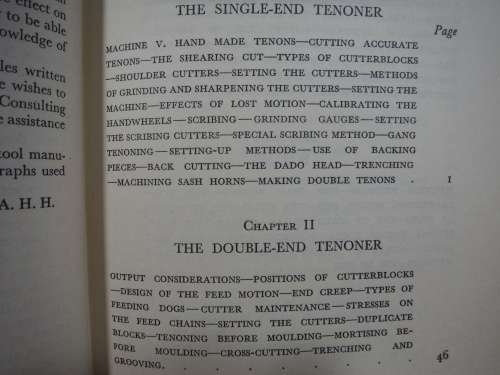 effect on
to be able
owledge of
les written
e wishes to
Consulting
e assistance
tool manu-
raphs used
A. H. H.
THE SINGLE-END TENONER
Page
MACHINE V. HAND MADE TENONS—CUTTING ACCURATE
TENONS—THE SHEARING CUT—TYPES OF CUTTERBLOCKS
—SHOULDER CUTTERS—SETTING THE CUTTERS—METHODS
OF GRINDING AND SHARPENING THE CUTTERS—SETTING THE
MACHINE—EFFECTS OF LOST MOTION—CALIBRATING THE
HANDWHEELS—SCRIBING—GRINDING GAUGES—SETTING
THE SCRIBING CUTTERS—SPECIAL SCRIBING METHOD—GANG
TENONING—SETTING-UP METHODS—USE OF BACKING
PIECES—BACK CUTTING—THE DADO HEAD—TRENCHING
—MACHINING SASH HORNS—MAKING DOUBLE TENONS . 1
CHAPTER II
THE DOUBLE-END TENONER
OUTPUT CONSIDERATIONS—POSITIONS OF CUTTERBLOCKS
—DESIGN OF THE FEED MOTION—END CREEP—TYPES OF
FEEDING DOGS—CUTTER MAINTENANCE—STRESSES ON
THE FEED CHAINS—SETTING THE CUTTERS—DUPLICATE
BLOCKS—TENONING BEFORE MOULDING—MORTISING BE-
FORE MOULDING—CROSS-CUTTING—TRENCHING AND
GROOVING . . . . . . . . 46